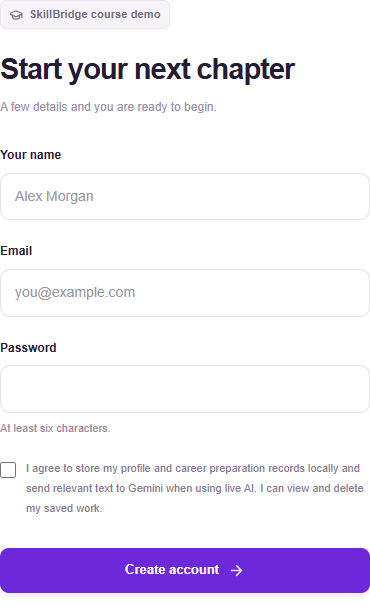 SkillBridge course demo
Start your next chapter
A few details and you are ready to begin.
Your name
Alex Morgan
Email
you@example.com
Password
At least six characters.
I agree to store my profile and career preparation records locally and
send relevant text to Gemini when using live AI. I can view and delete
my saved work.
Create account